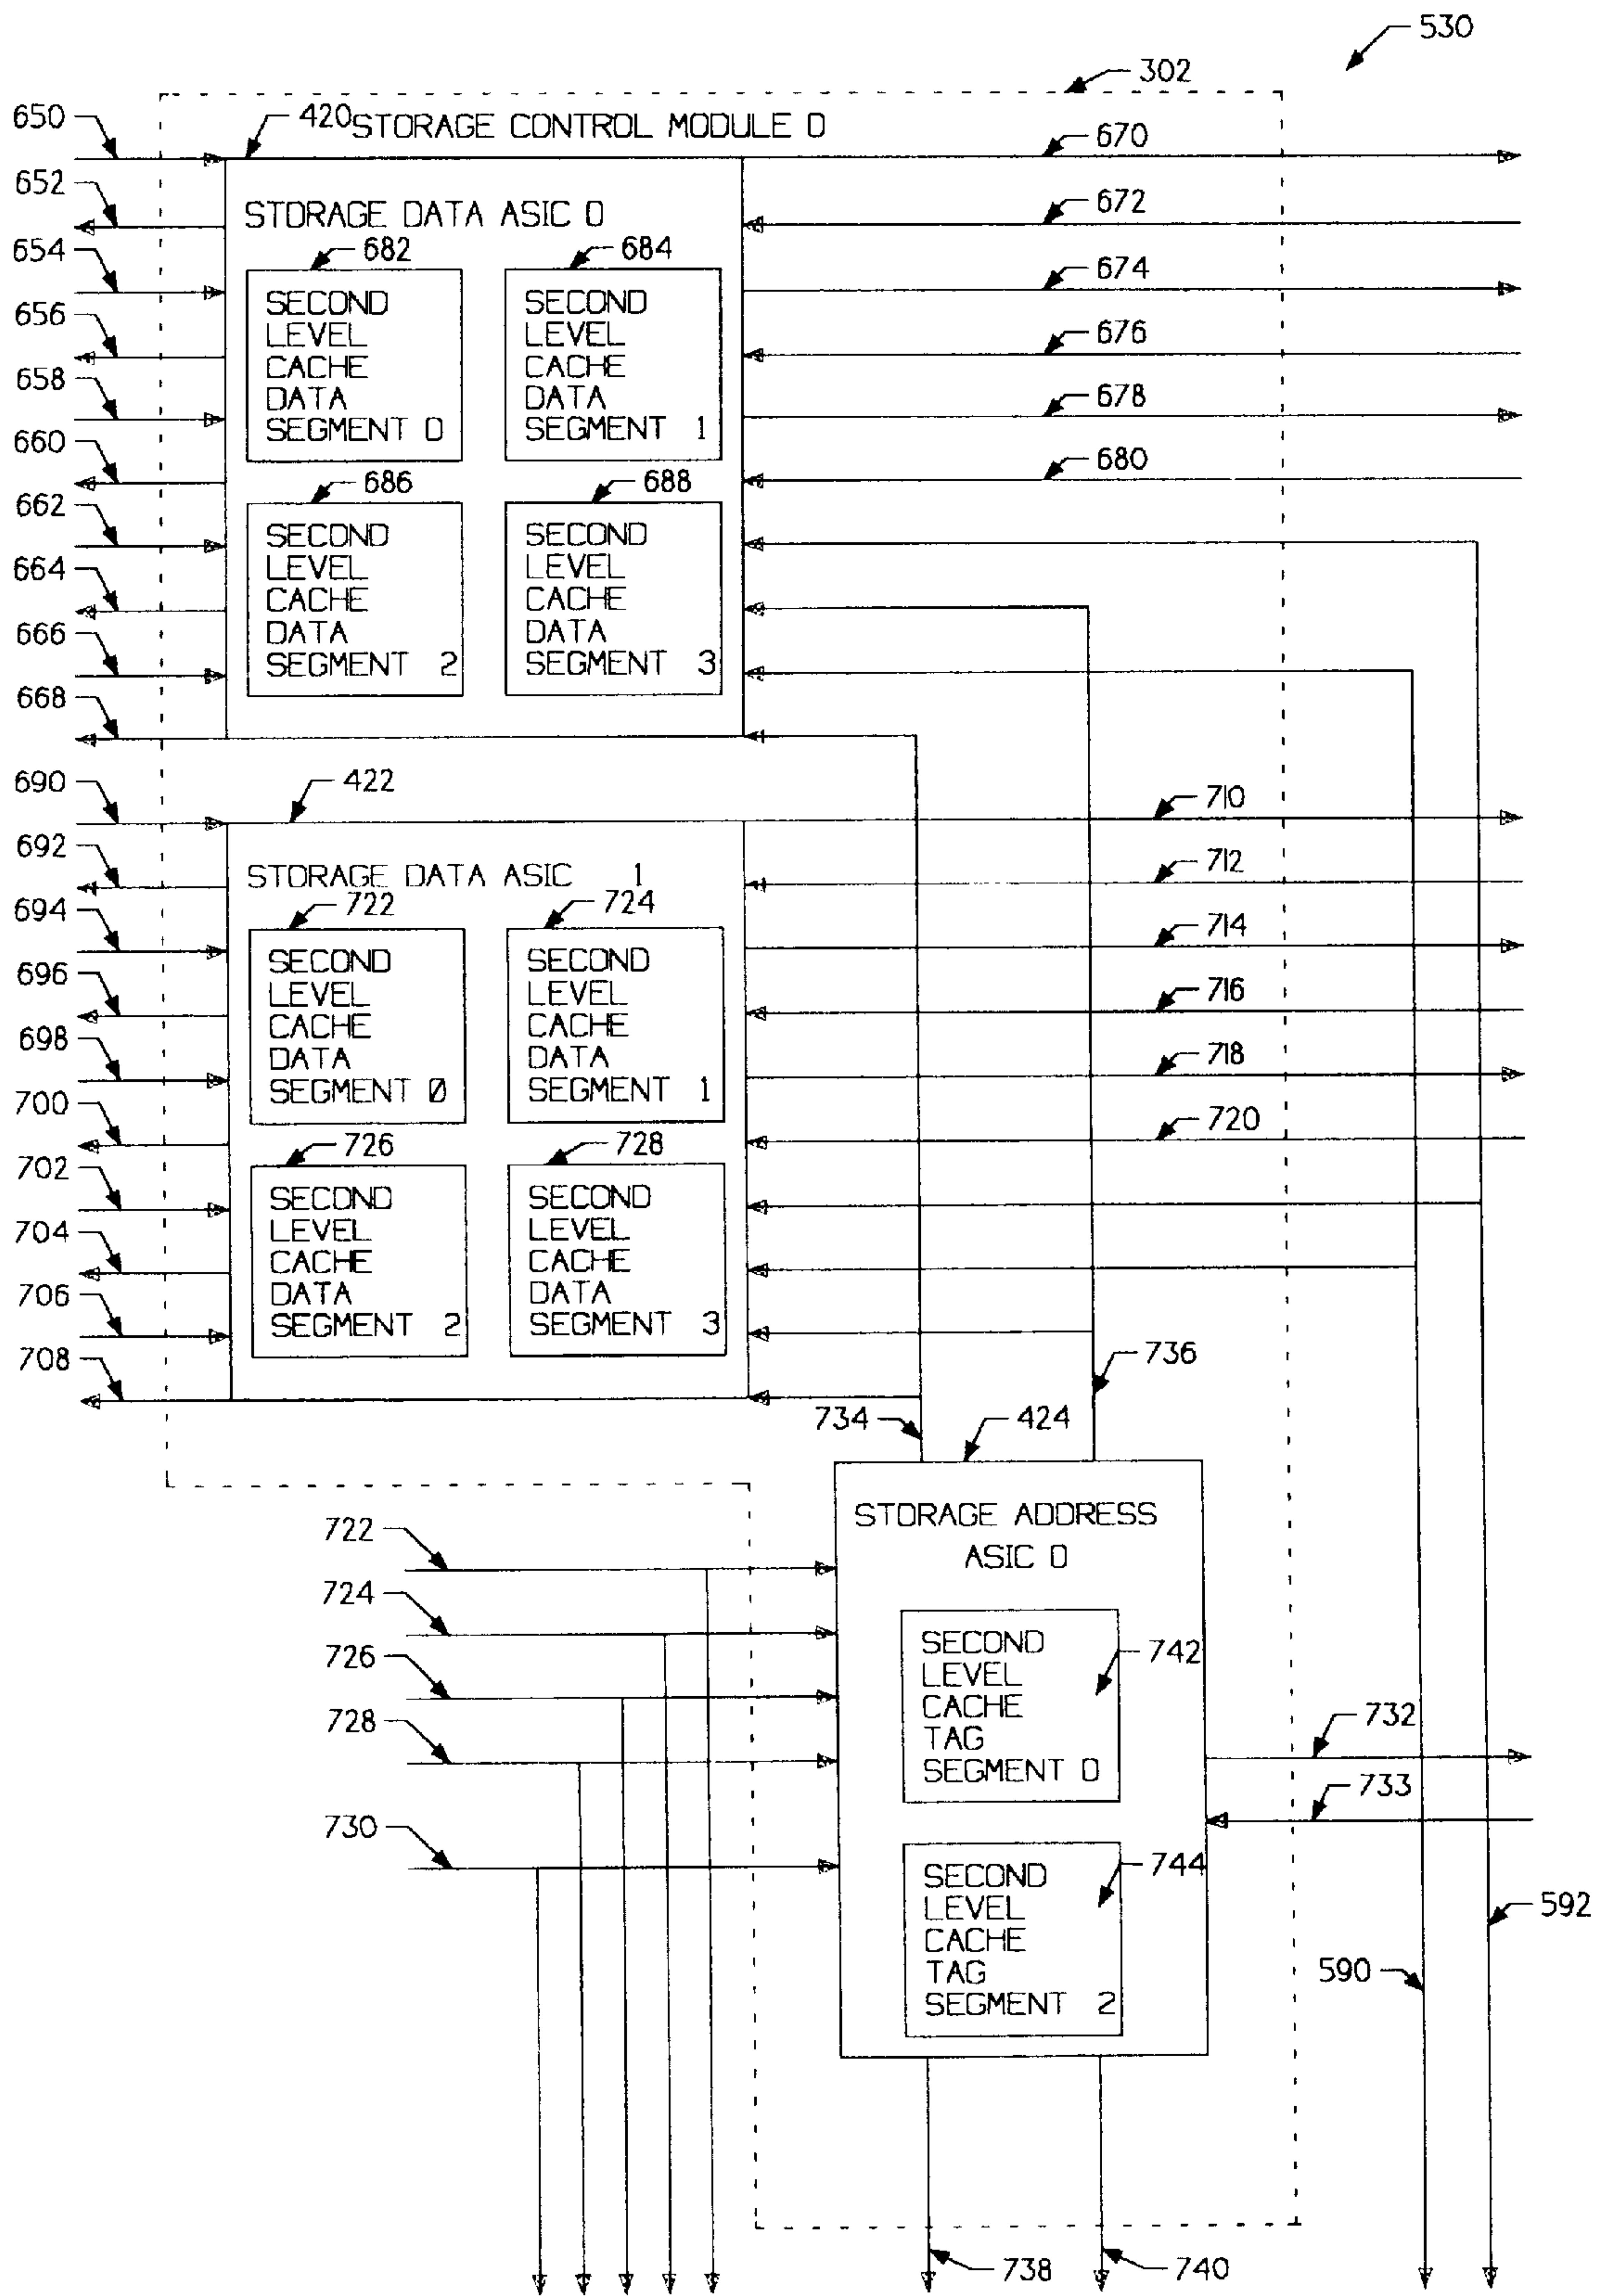 530
302
650
420 STORAGE CONTROL MODULE 0
670
652
STORAGE DATA ASIC 0
672
654
682
684
674
656
SECOND
LEVEL
CACHE
DATA
SEGMENT 0
SECOND
LEVEL
CACHE
DATA
SEGMENT 1
676
658
678
660
680
662
686
688
664
SECOND
LEVEL
CACHE
DATA
SEGMENT 2
SECOND
LEVEL
CACHE
DATA
SEGMENT 3
666
668
690
422
710
692
STORAGE DATA ASIC 1
712
694
722
724
714
696
SECOND
LEVEL
CACHE
DATA
SEGMENT Ø
SECOND
LEVEL
CACHE
DATA
SEGMENT 1
716
698
718
700
720
702
726
728
704
SECOND
LEVEL
CACHE
DATA
SEGMENT 2
SECOND
LEVEL
CACHE
DATA
SEGMENT 3
706
708
736
734
424
STORAGE ADDRESS
ASIC 0
722
724
726
728
730
SECOND
LEVEL
CACHE
TAG
SEGMENT 0
742
732
733
SECOND
LEVEL
CACHE
TAG
SEGMENT 2
744
592
590
738
740